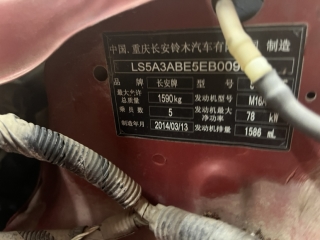 中国.重庆长安铃木汽车有限 制造
LS5A3ABE5EB009
品牌 长安牌
最大允许总质量 1590kg 发动机型号 M16
乘员数 5 发动机最大净功率 78 kW
制造年月 2014/03/13 发动机排量 1586 mL